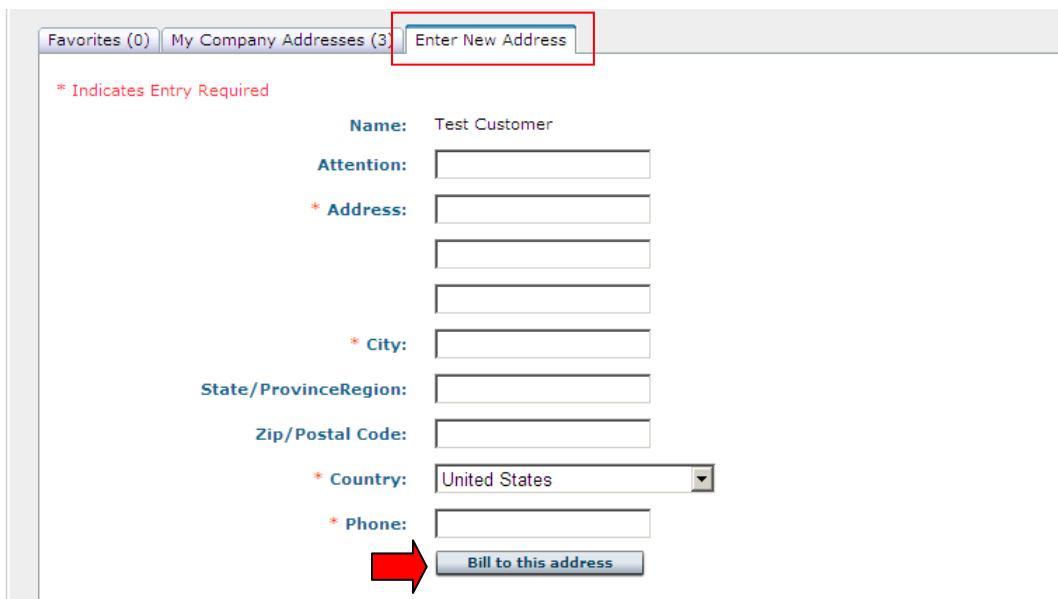 Favorites (0) My Company Addresses (3) Enter New Address
* Indicates Entry Required
Name: Test Customer
Attention:
* Address:
* City:
State/ProvinceRegion:
Zip/Postal Code:
* Country: United States
* Phone:
Bill to this address